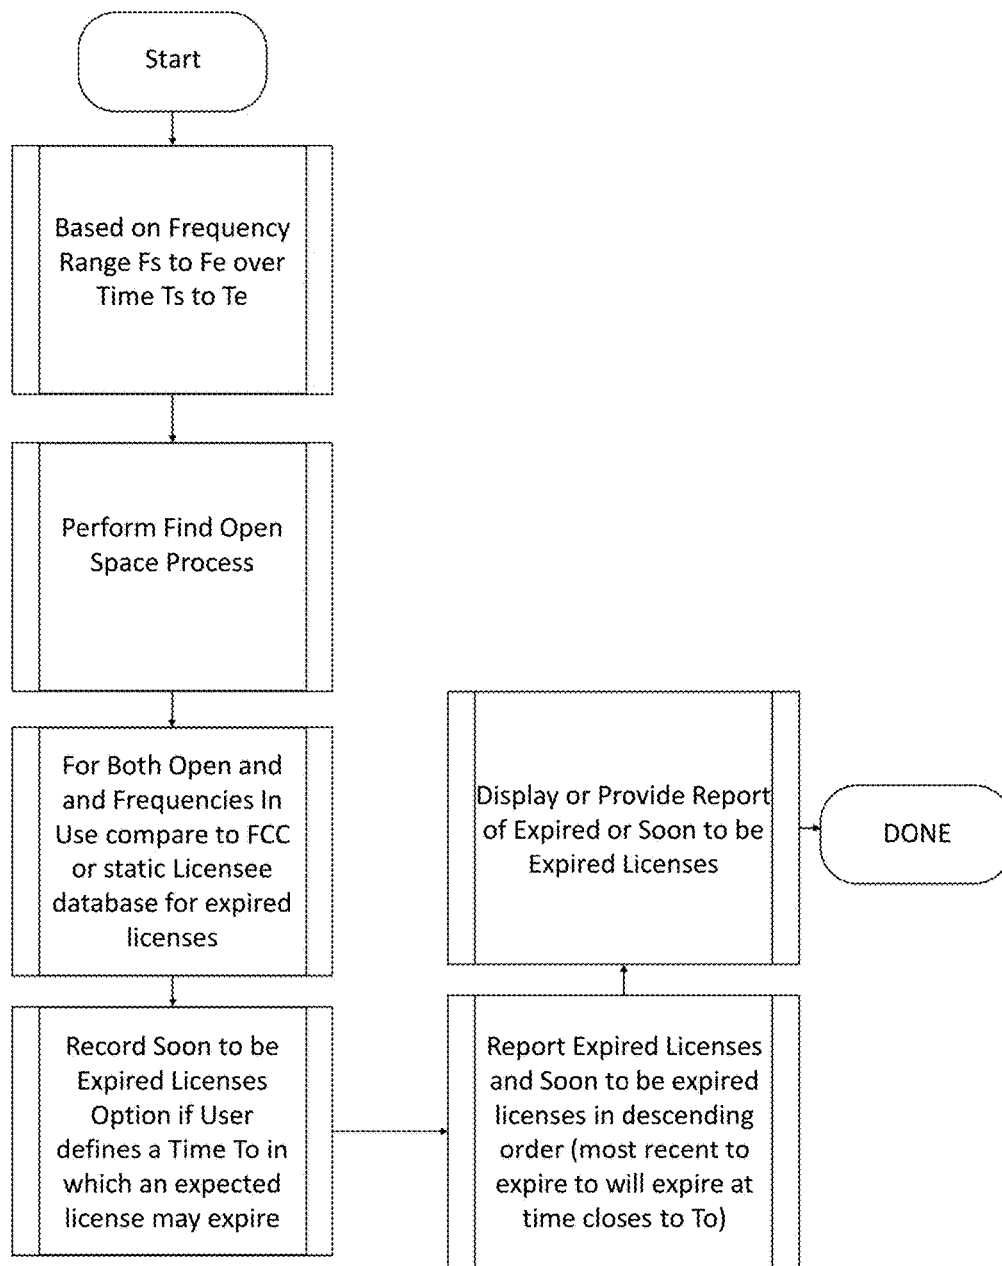 Start
Based on Frequency
Range Fs to Fe over
Time Ts to Te
Perform Find Open
Space Process
For Both Open and
and Frequencies In
Use compare to FCC
or static Licensee
database for expired
licenses
Record Soon to be
Expired Licenses
Option if User
defines a Time To in
which an expected
license may expire
Report Expired Licenses
and Soon to be expired
licenses in descending
order (most recent to
expire to will expire at
time closes to To)
Display or Provide Report
of Expired or Soon to be
Expired Licenses
DONE